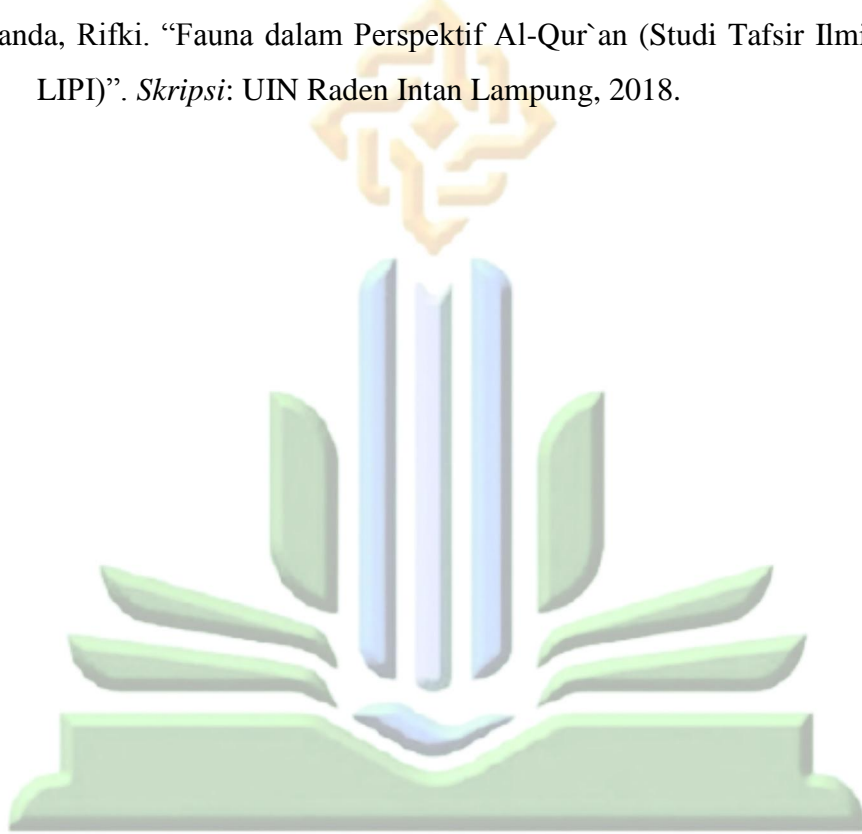 anda, Rifki. “Fauna dalam Perspektif Al-Qur`an (Studi Tafsir Ilmi
LIPI)”. Skripsi: UIN Raden Intan Lampung, 2018.